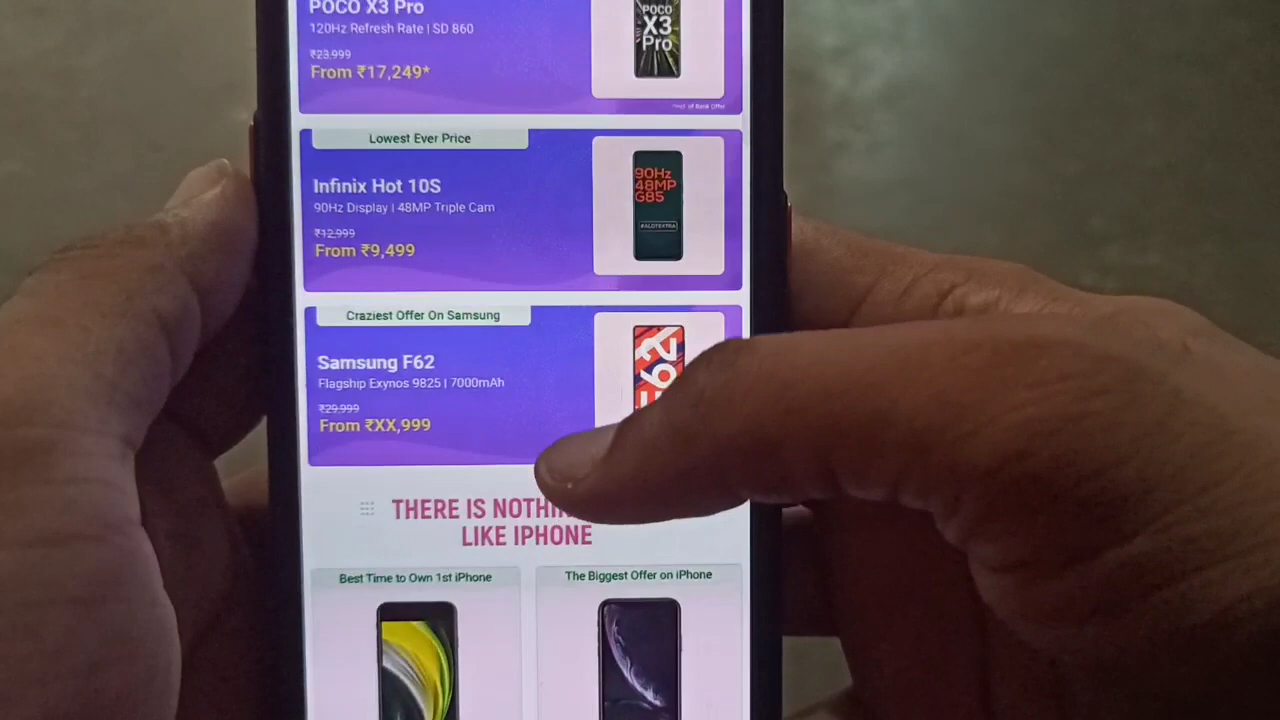 POCO X3 Pro
120Hz Refresh Rate | SD 860
₹23,999
From ₹17,249*
POCO
X3
Pro
of Bank Offer
Lowest Ever Price
Infinix Hot 10S
90Hz Display | 48MP Triple Cam
₹12,999
From ₹9,499
90Hz
48MP
G85
Craziest Offer On Samsung
Samsung F62
Flagship Exynos 9825 | 7000mAh
₹29,999
From ₹XX,999
THERE IS
LIKE IPHONE
Best Time to Own 1st iPhone
The Biggest Offer on iPhone